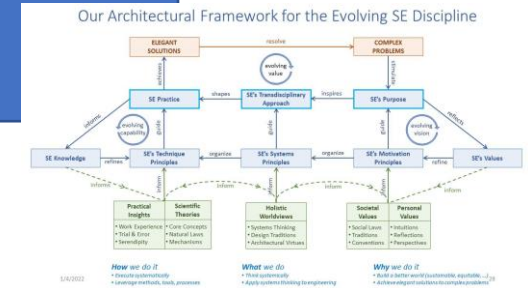 Our Architectural Framework for the Evolving SE Discipline
ELEGANT
SOLUTIONS
resolve
COMPLEX
PROBLEMS
evolving
value
achieves
stimulate
SE Practice
shapes
SE's Transdisciplinary
Approach
inspires
SE's Purpose
informs
evolving
capability
guide
guide
guide
evolving
vision
reflects
SE Knowledge
refines
SE's Technique
Principles
organize
SE's Systems
Principles
organize
SE's Motivation
Principles
refine
SE's Values
informs
inform
inform
inform
inform
inform
inform
Practical
Insights
• Work Experience
• Trial & Error
• Serendipity
Scientific
Theories
• Core Concepts
• Natural Laws
• Mechanisms
Holistic
Worldviews
• Systems Thinking
• Design Traditions
• Architectural Virtues
Societal
Values
• Social Laws
• Traditions
• Conventions
Personal
Values
• Intuitions
• Reflections
• Perspectives
How we do it
• Execute systematically
• Leverage methods, tools, processes
What we do
• Think systemically
• Apply systems thinking to engineering
Why we do it
• Build a better world (sustainable, equitable, ...)
• Achieve elegant solutions to complex problems